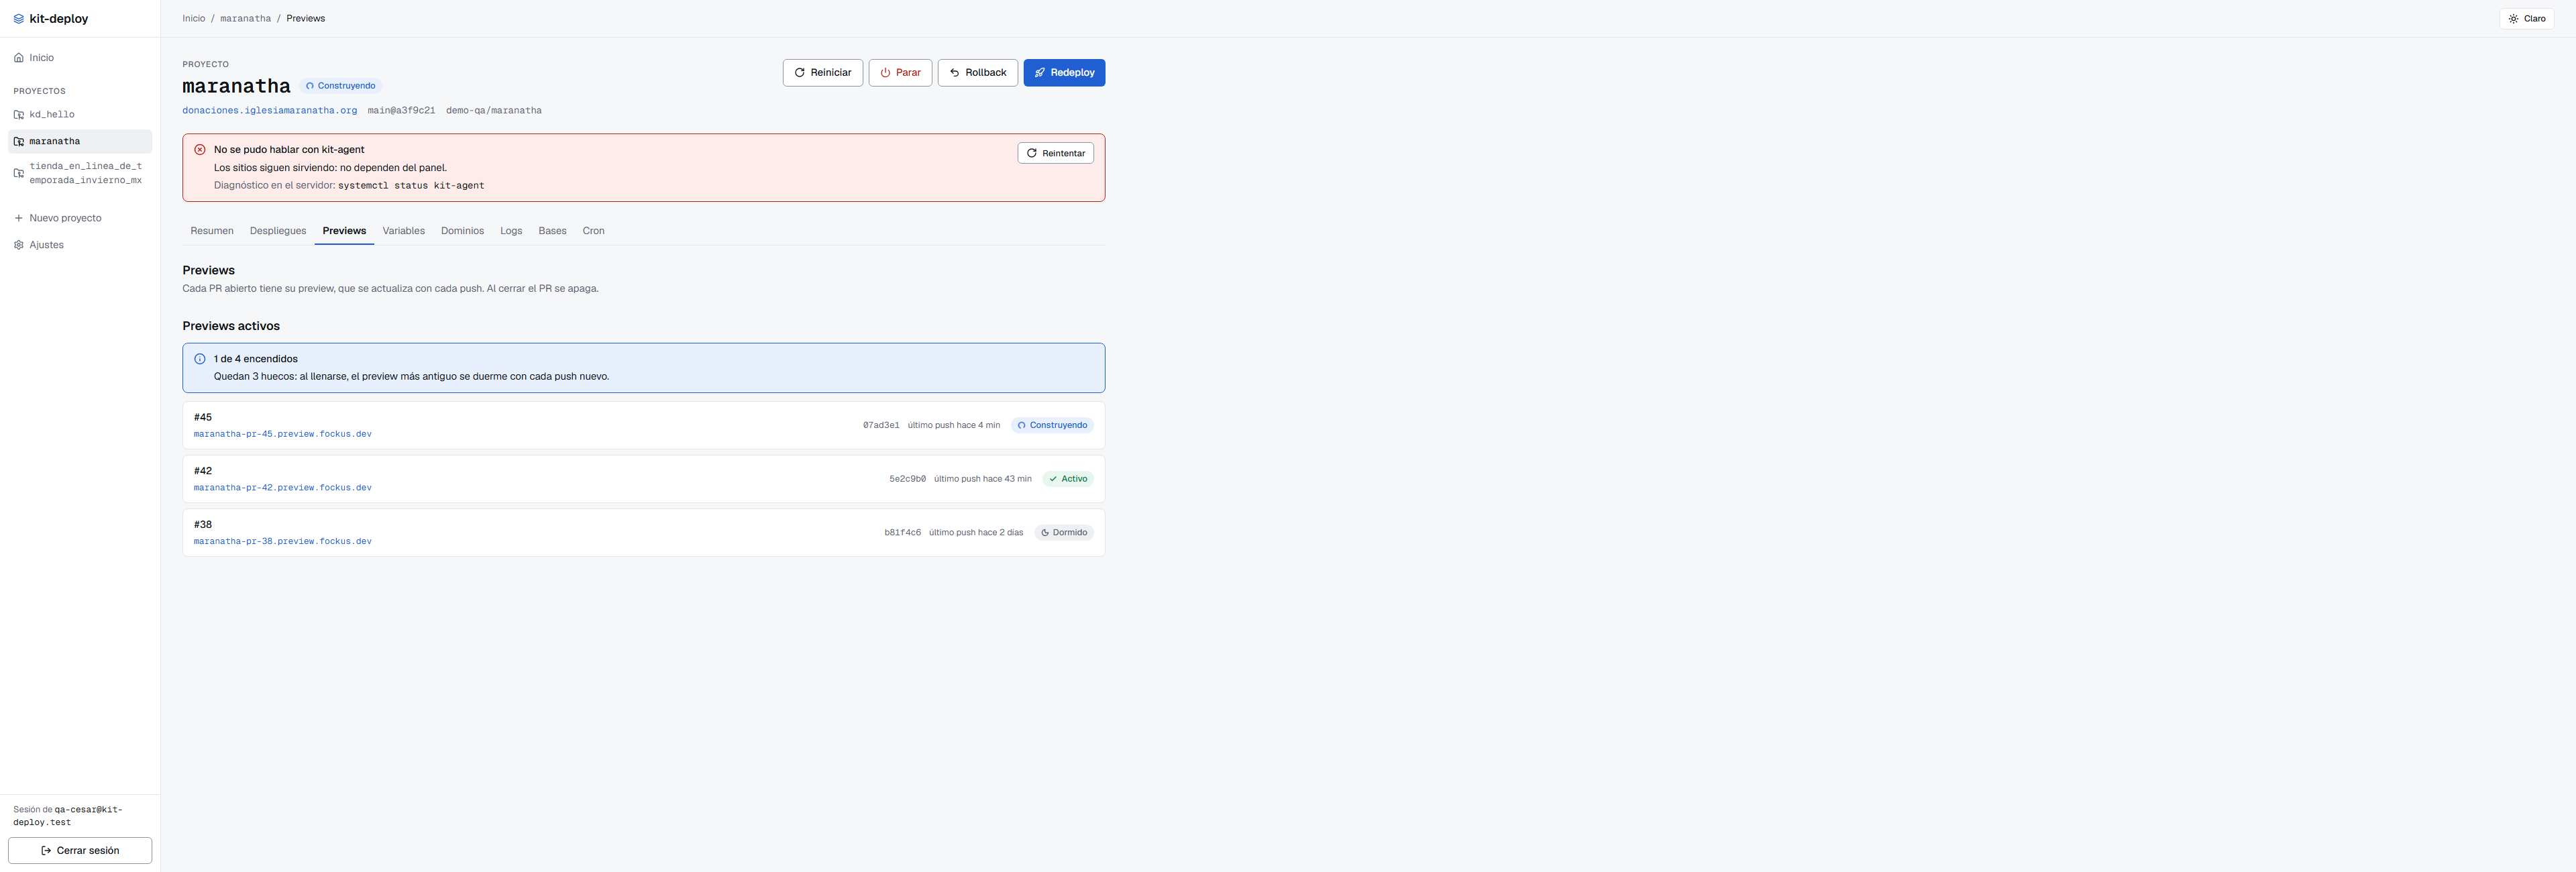 kit-deploy
Inicio / maranatha / Previews
Claro
Inicio
PROYECTOS
kd_hello
maranatha
tienda_en_linea_de_t
emporada_invierno_mx
Nuevo proyecto
Ajustes
PROYECTO
maranatha Construyendo
Reiniciar Parar Rollback Redeploy
donaciones.iglesiamaranatha.org main@a3f9c21 demo-qa/maranatha
No se pudo hablar con kit-agent
Los sitios siguen sirviendo: no dependen del panel.
Diagnóstico en el servidor: systemctl status kit-agent
Reintentar
Resumen Despliegues Previews Variables Dominios Logs Bases Cron
Previews
Cada PR abierto tiene su preview, que se actualiza con cada push. Al cerrar el PR se apaga.
Previews activos
1 de 4 encendidos
Quedan 3 huecos: al llenarse, el preview más antiguo se duerme con cada push nuevo.
#45
maranatha-pr-45.preview.fockus.dev
07ad3e1 último push hace 4 min Construyendo
#42
maranatha-pr-42.preview.fockus.dev
5e2c9b0 último push hace 43 min Activo
#38
maranatha-pr-38.preview.fockus.dev
b81f4c6 último push hace 2 días Dormido
Sesión de qa-cesar@kit-
deploy.test
Cerrar sesión